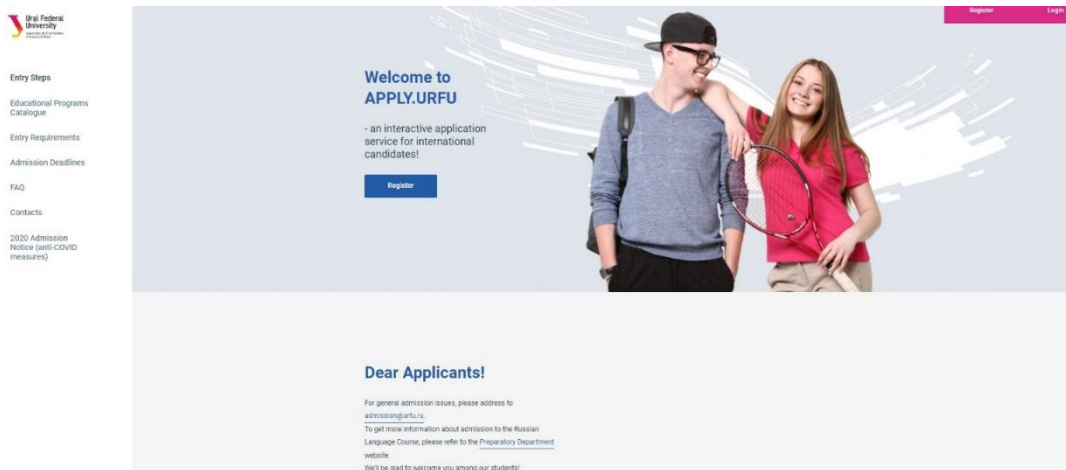 Ural Federal
University
Entry Steps
Educational Programs
Catalogue
Entry Requirements
Admission Deadlines
FAQ
Contacts
2020 Admission
Notice (anti-COVID
measures)
Register Login
Welcome to
APPLY.URFU
- an interactive application
service for international
candidates!
Register
Dear Applicants!
For general admission issues, please address to
admission@urfu.ru.
To get more information about admission to the Russian
Language Course, please refer to the Preparatory Department
website.
We'll be glad to welcome you among our students!